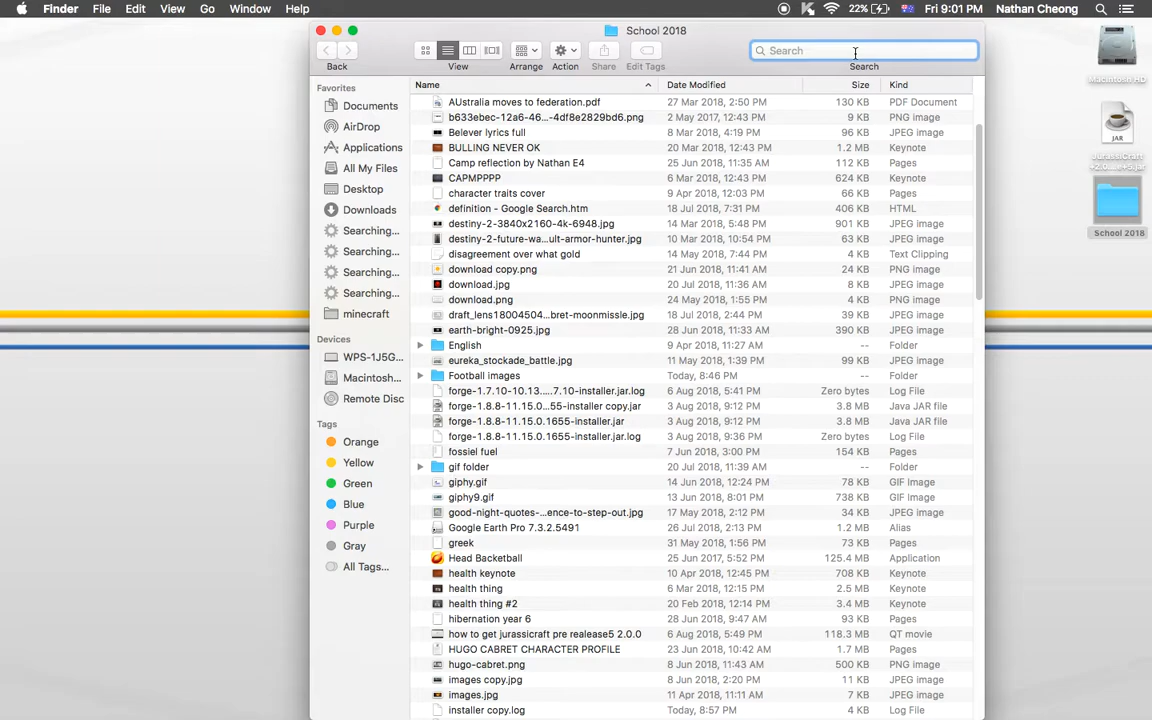 Finder File Edit View Go Window Help 22% Fri 9:01 PM Nathan Cheong
School 2018
Search
Back View Arrange Action Share Edit Tags Search
Favorites
Documents
AirDrop
Applications
All My Files
Desktop
Downloads
Searching...
Searching...
Searching...
Searching...
minecraft
Devices
WPS-1J5G...
Macintosh...
Remote Disc
Tags
Orange
Yellow
Green
Blue
Purple
Gray
All Tags...
Name Date Modified Size Kind
AUstralia moves to federation.pdf 27 Mar 2018, 2:50 PM 130 KB PDF Document
b633ebec-12a6-46...-4df8e2829bd6.png 2 May 2017, 12:43 PM 9 KB PNG image
Belever lyrics full 8 Mar 2018, 4:19 PM 96 KB JPEG image
BULLING NEVER OK 20 Mar 2018, 12:43 PM 1.2 MB Keynote
Camp reflection by Nathan E4 25 Jun 2018, 11:35 AM 112 KB Pages
CAPMPPPP 6 Mar 2018, 12:43 PM 624 KB Keynote
character traits cover 9 Apr 2018, 12:03 PM 66 KB Pages
definition - Google Search.htm 18 Jul 2018, 7:31 PM 406 KB HTML
destiny-2-3840x2160-4k-6948.jpg 14 Mar 2018, 5:48 PM 901 KB JPEG image
destiny-2-future-wa...ult-armor-hunter.jpg 10 Mar 2018, 10:54 PM 63 KB JPEG image
disagreement over what gold 14 May 2018, 7:44 PM 4 KB Text Clipping
download copy.png 21 Jun 2018, 11:41 AM 24 KB PNG image
download.jpg 20 Jul 2018, 11:36 AM 8 KB JPEG image
download.png 24 May 2018, 1:55 PM 4 KB PNG image
draft_lens18004504...bret-moonmissle.jpg 18 Jul 2018, 2:44 PM 39 KB JPEG image
earth-bright-0925.jpg 28 Jun 2018, 11:33 AM 390 KB JPEG image
English 9 Apr 2018, 11:27 AM -- Folder
eureka_stockade_battle.jpg 11 May 2018, 1:39 PM 99 KB JPEG image
Football images Today, 8:46 PM -- Folder
forge-1.7.10-10.13....7.10-installer.jar.log 6 Aug 2018, 5:41 PM Zero bytes Log File
forge-1.8.8-11.15.0...55-installer copy.jar 3 Aug 2018, 9:12 PM 3.8 MB Java JAR file
forge-1.8.8-11.15.0.1655-installer.jar 3 Aug 2018, 9:12 PM 3.8 MB Java JAR file
forge-1.8.8-11.15.0.1655-installer.jar.log 3 Aug 2018, 9:36 PM Zero bytes Log File
fossiel fuel 7 Jun 2018, 3:00 PM 154 KB Pages
gif folder 20 Jul 2018, 11:39 AM -- Folder
giphy.gif 14 Jun 2018, 12:24 PM 78 KB GIF Image
giphy9.gif 13 Jun 2018, 8:01 PM 738 KB GIF Image
good-night-quotes-...ence-to-step-out.jpg 17 May 2018, 2:12 PM 34 KB JPEG image
Google Earth Pro 7.3.2.5491 26 Jul 2018, 2:13 PM 1.2 MB Alias
greek 31 May 2018, 1:56 PM 73 KB Pages
Head Basketball 25 Jun 2017, 5:52 PM 125.4 MB Application
health keynote 10 Apr 2018, 12:45 PM 708 KB Keynote
health thing 6 Mar 2018, 12:15 PM 2.5 MB Keynote
health thing #2 20 Feb 2018, 12:14 PM 3.4 MB Keynote
hibernation year 6 28 Jun 2018, 9:47 AM 93 KB Pages
how to get jurassicraft pre realease5 2.0.0 6 Aug 2018, 5:49 PM 118.3 MB QT movie
HUGO CABRET CHARACTER PROFILE 23 Jun 2018, 10:42 AM 1.7 MB Pages
hugo-cabret.png 8 Jun 2018, 11:43 AM 500 KB PNG image
images copy.jpg 9 Jun 2018, 10:42 AM 11 KB JPEG image
images.jpg 11 Apr 2018, 11:11 AM 7 KB JPEG image
installer copy.log Today, 8:57 PM 4 KB Log File
Macintosh HD
JAR
JurassiCraft
School 2018